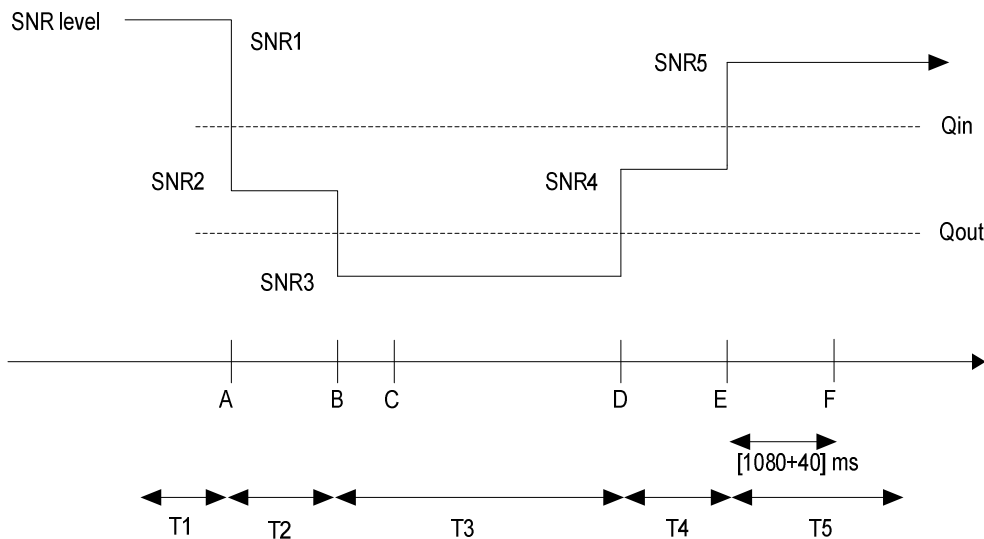 SNR level
SNR1
SNR5
Qin
SNR2
SNR4
Qout
SNR3
A B C D E F
[1080+40] ms
T1 T2 T3 T4 T5